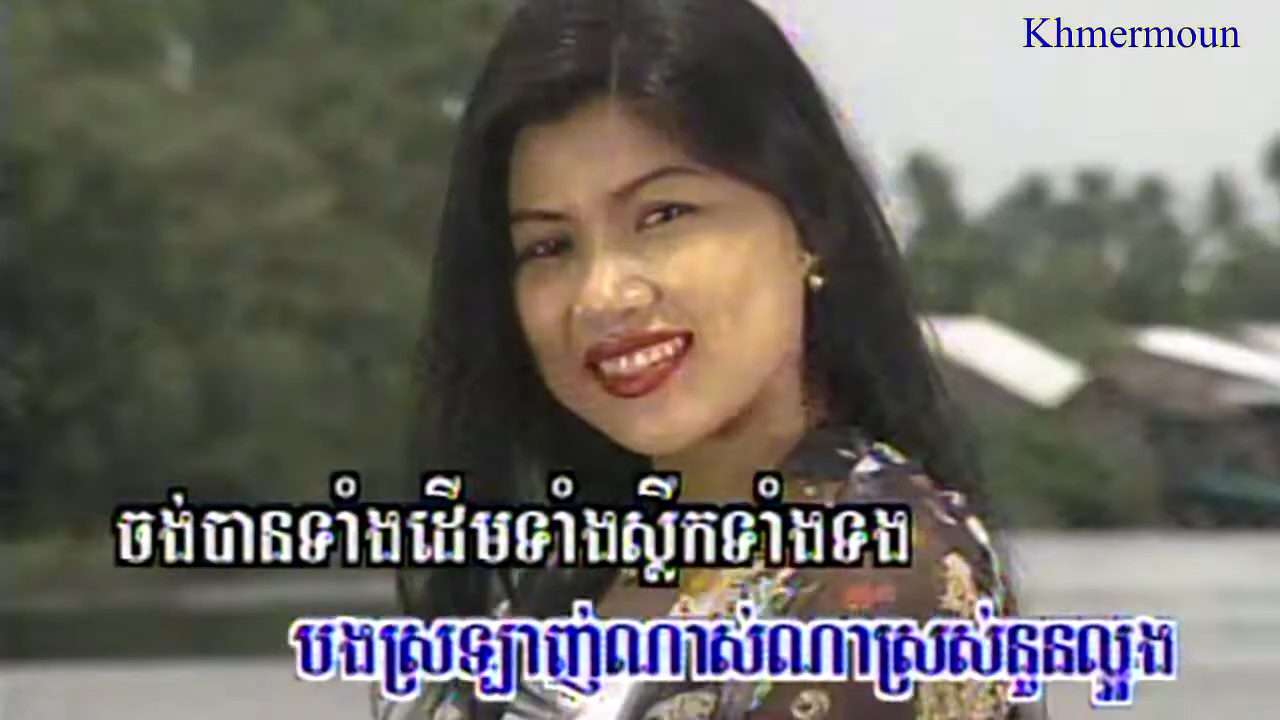 Khmermoun
ចង់បានទាំងដើមទាំងស្លឹកទាំងទង
បងស្រឡាញ់ណាស់ណាស្រស់នួនល្អង